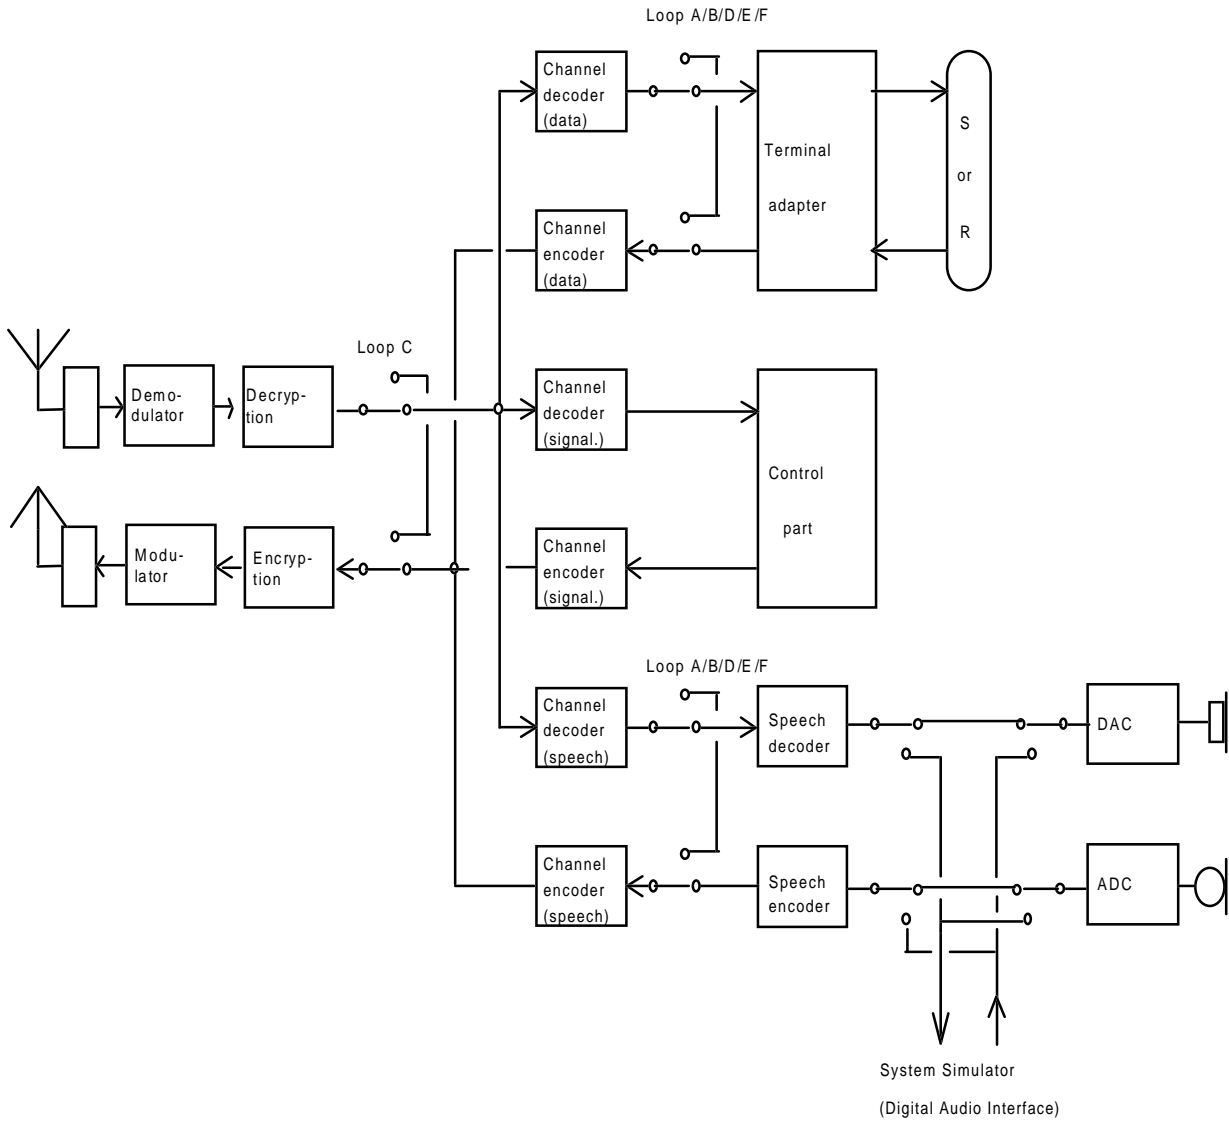 Loop A/B/D/E/F
Channel
decoder
(data)
S
or
R
Terminal
adapter
Channel
encoder
(data)
Loop C
Demo-
dulator
Decryp-
tion
Channel
decoder
(signal.)
Control
part
Modu-
lator
Encryp-
tion
Channel
encoder
(signal.)
Loop A/B/D/E/F
Channel
decoder
(speech)
Speech
decoder
DAC
Channel
encoder
(speech)
Speech
encoder
ADC
System Simulator
(Digital Audio Interface)